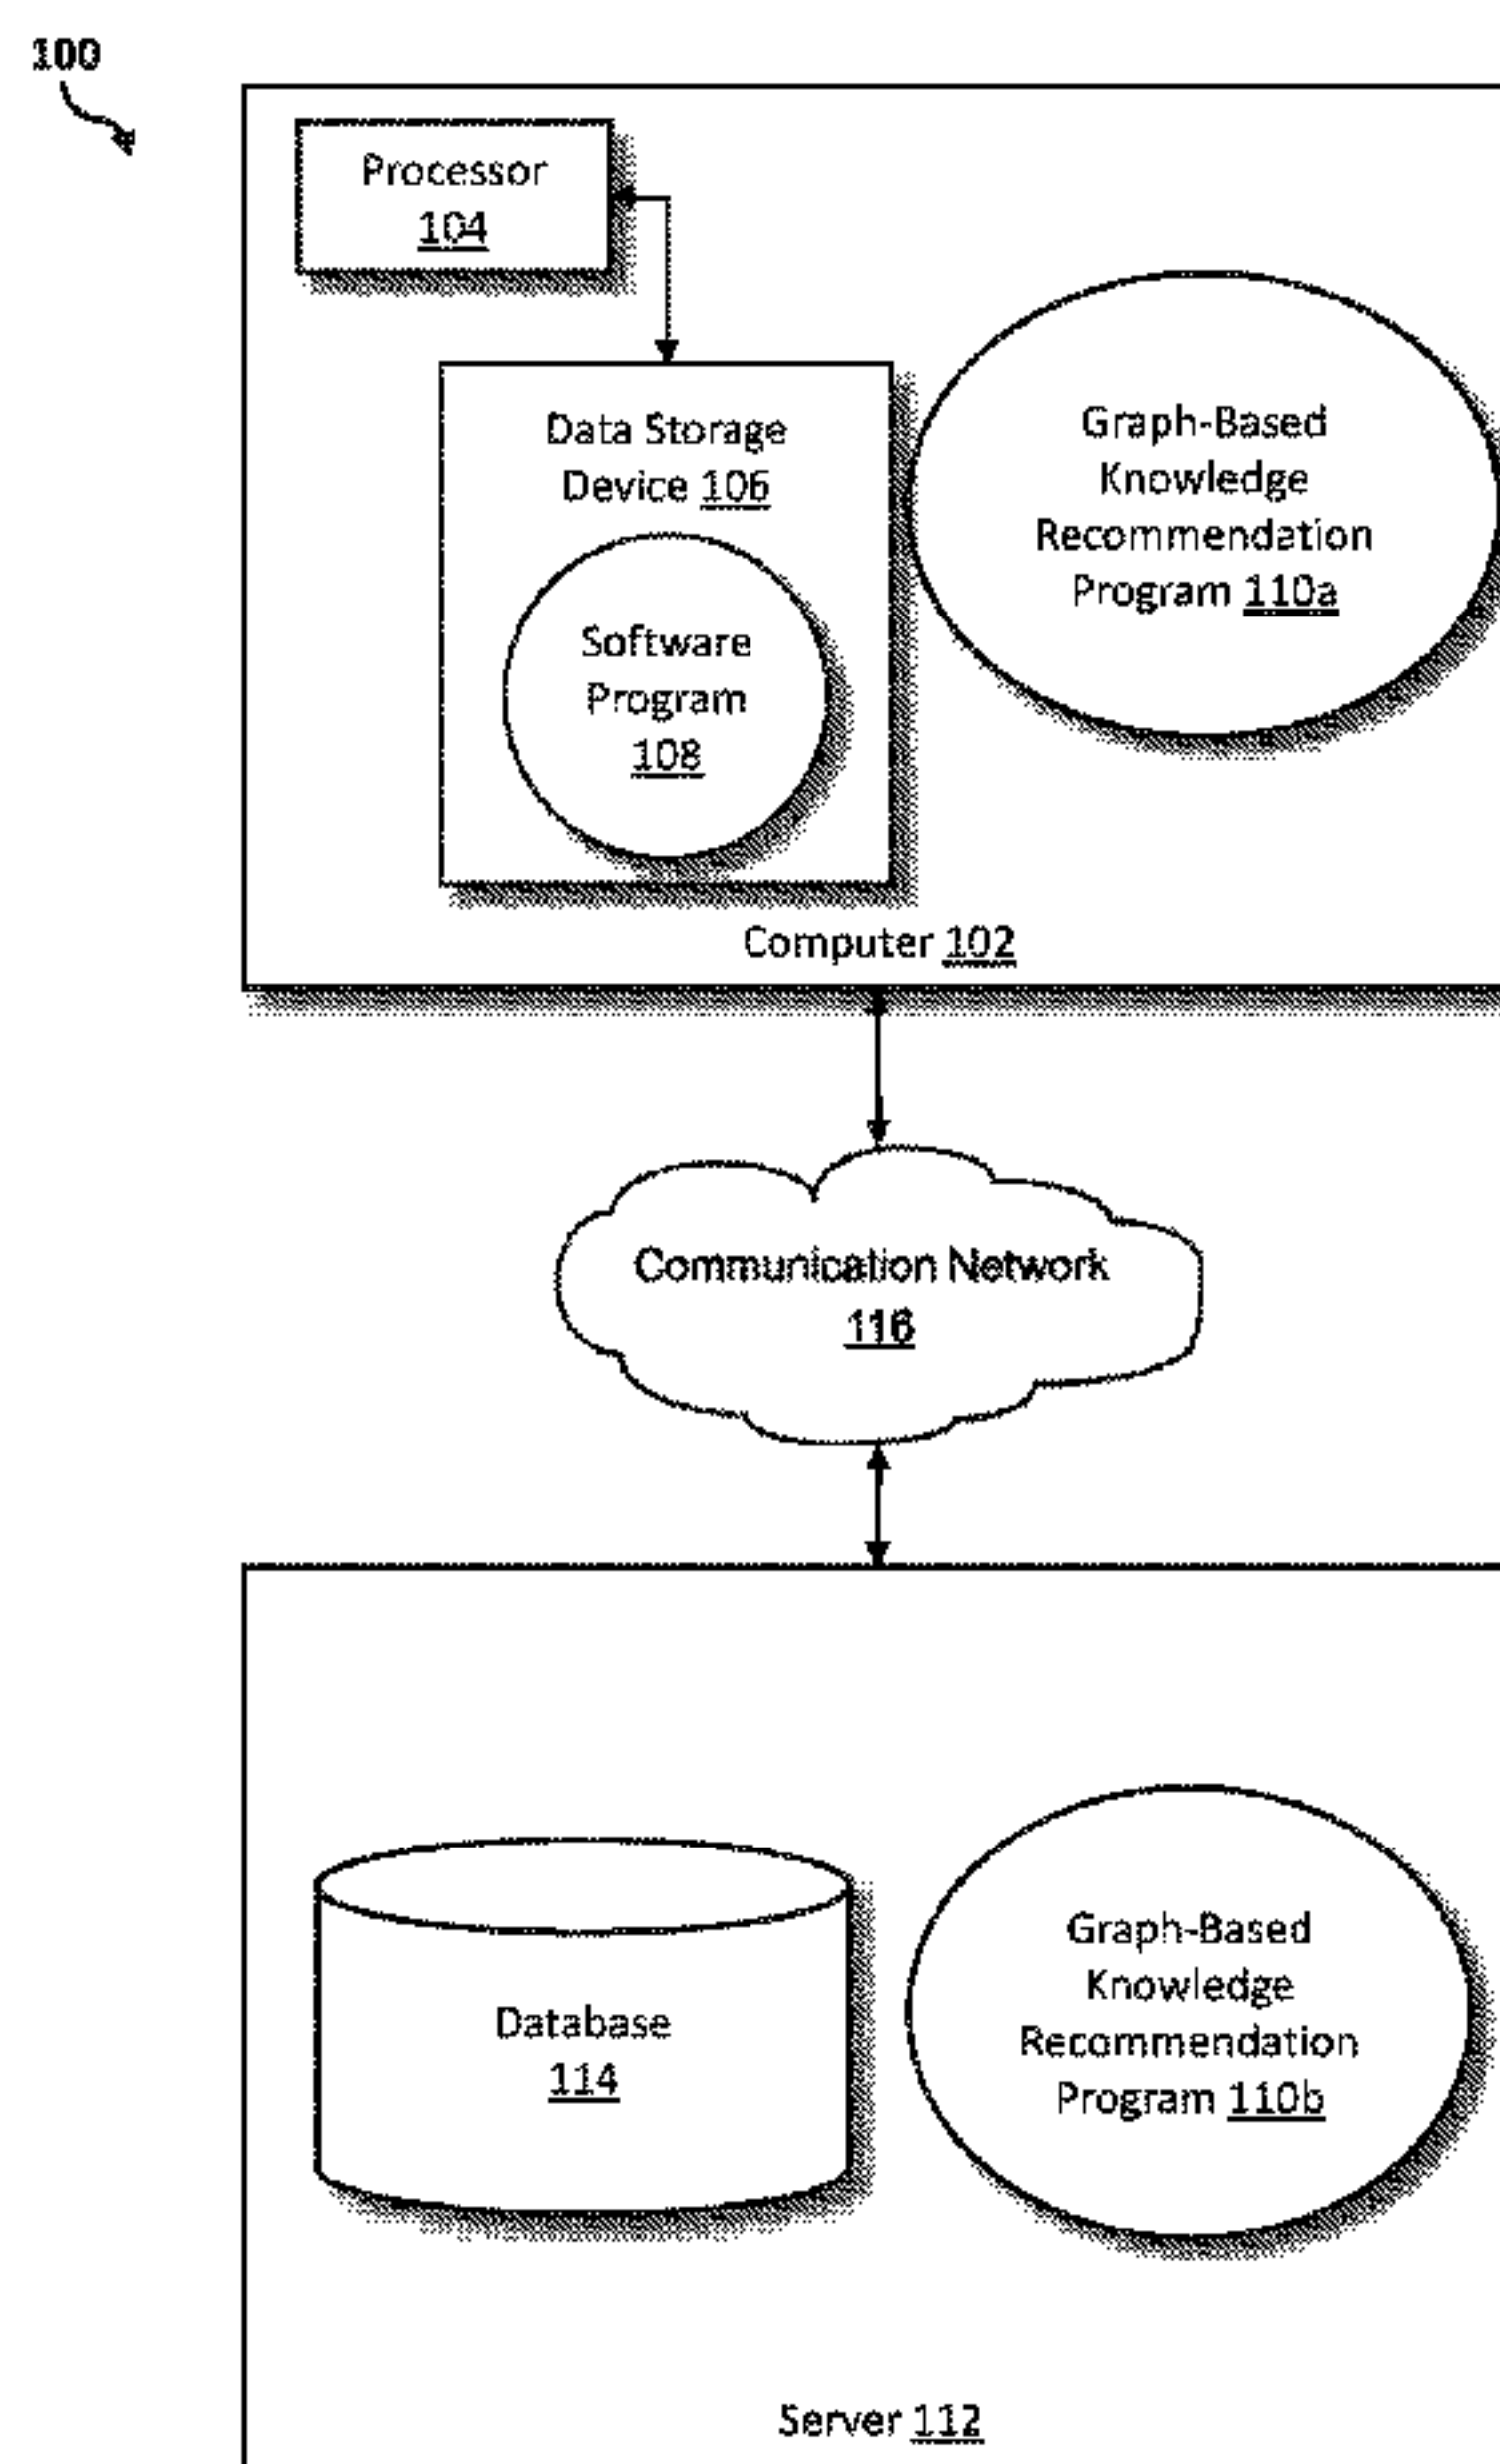 100
Processor
104
Data Storage
Device 106
Software
Program
108
Graph-Based
Knowledge
Recommendation
Program 110a
Computer 102
Communication Network
116
Database
114
Graph-Based
Knowledge
Recommendation
Program 110b
Server 112